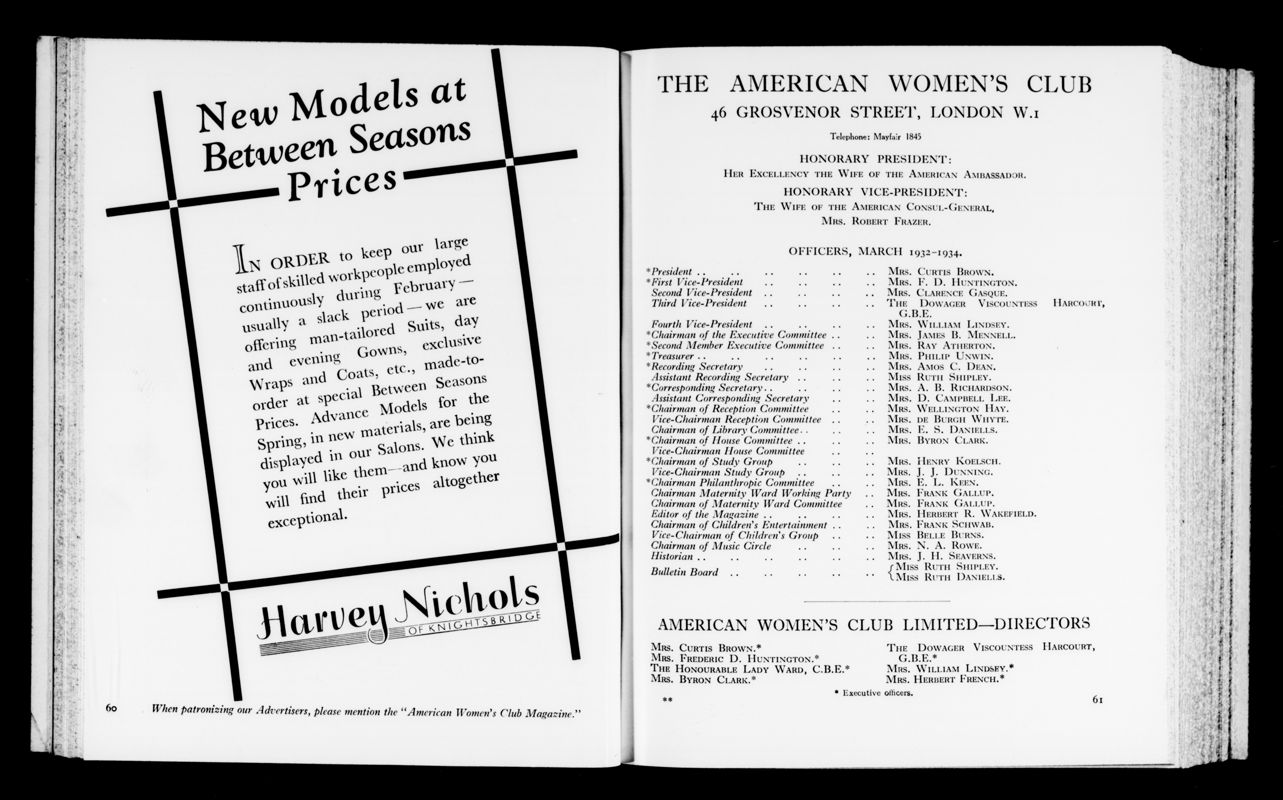 New Models at
Between Seasons
Prices
IN ORDER to keep our large
staff of skilled workpeople employed
continuously during February—
usually a slack period—we are
offering man-tailored Suits, day
and evening Gowns, exclusive
Wraps and Coats, etc., made-to-
order at special Between Seasons
Prices. Advance Models for the
Spring, in new materials, are being
displayed in our Salons. We think
you will like them—and know you
will find their prices altogether
exceptional.
Harvey Nichols
OF KNIGHTSBRIDGE
60 When patronizing our Advertisers, please mention the "American Women's Club Magazine."
THE AMERICAN WOMEN'S CLUB
46 GROSVENOR STREET, LONDON W.1
Telephone: Mayfair 1845
HONORARY PRESIDENT:
HER EXCELLENCY THE WIFE OF THE AMERICAN AMBASSADOR.
HONORARY VICE-PRESIDENT:
THE WIFE OF THE AMERICAN CONSUL-GENERAL,
MRS. ROBERT FRAZER.
OFFICERS, MARCH 1932-1934.
*President .. .. .. .. .. .. MRS. CURTIS BROWN.
*First Vice-President .. .. .. .. MRS. F. D. HUNTINGTON.
Second Vice-President .. .. .. .. MRS. CLARENCE GASQUE.
Third Vice-President .. .. .. .. THE DOWAGER VISCOUNTESS HARCOURT,
G.B.E.
Fourth Vice-President .. .. .. .. MRS. WILLIAM LINDSEY.
*Chairman of the Executive Committee .. .. MRS. JAMES B. MENNELL.
*Second Member Executive Committee .. .. MRS. RAY ATHERTON.
*Treasurer .. .. .. .. .. .. MRS. PHILIP UNWIN.
*Recording Secretary .. .. .. .. MRS. AMOS C. DEAN.
Assistant Recording Secretary .. .. .. MISS RUTH SHIPLEY.
*Corresponding Secretary .. .. .. .. MRS. A. B. RICHARDSON.
Assistant Corresponding Secretary .. .. MRS. D. CAMPBELL LEE.
*Chairman of Reception Committee .. .. MRS. WELLINGTON HAY.
Vice-Chairman Reception Committee .. .. MRS. DE BURGH WHYTE.
Chairman of Library Committee .. .. .. MRS. E. S. DANIELLS.
*Chairman of House Committee .. .. .. MRS. BYRON CLARK.
Vice-Chairman House Committee .. ..
*Chairman of Study Group .. .. .. MRS. HENRY KOELSCH.
Vice-Chairman Study Group .. .. .. MRS. J. J. DUNNING.
*Chairman Philanthropic Committee .. .. MRS. E. L. KEEN.
Chairman Maternity Ward Working Party .. MRS. FRANK GALLUP.
Chairman of Maternity Ward Committee .. MRS. FRANK GALLUP.
Editor of the Magazine .. .. .. .. MRS. HERBERT R. WAKEFIELD.
Chairman of Children's Entertainment .. .. MRS. FRANK SCHWAB.
Vice-Chairman of Children's Group .. .. MISS BELLE BURNS.
Chairman of Music Circle .. .. .. MRS. N. A. ROWE.
Historian .. .. .. .. .. .. MRS. J. H. SEAVERNS.
Bulletin Board .. .. .. .. .. {MISS RUTH SHIPLEY.
MISS RUTH DANIELLS.
AMERICAN WOMEN'S CLUB LIMITED—DIRECTORS
MRS. CURTIS BROWN.*
MRS. FREDERIC D. HUNTINGTON.*
THE HONOURABLE LADY WARD, C.B.E.*
MRS. BYRON CLARK.*
THE DOWAGER VISCOUNTESS HARCOURT,
G.B.E.*
MRS. WILLIAM LINDSEY.*
MRS. HERBERT FRENCH.*
* Executive officers.
** 61